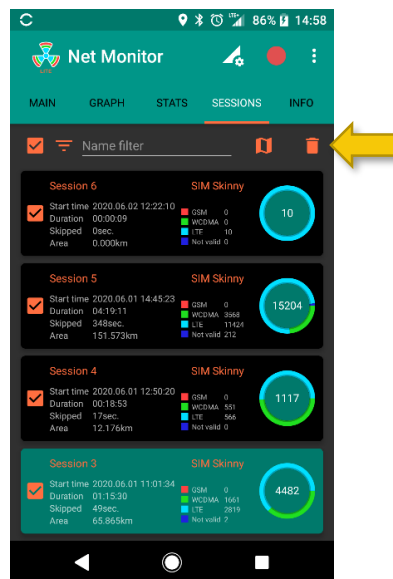 LTE+ 86% 14:58
Net Monitor
LITE
MAIN GRAPH STATS SESSIONS INFO
Name filter
Session 6 SIM Skinny
Start time 2020.06.02 12:22:10
Duration 00:00:09
Skipped 0sec.
Area 0.000km
GSM 0
WCDMA 0
LTE 10
Not valid 0
10
Session 5 SIM Skinny
Start time 2020.06.01 14:45:23
Duration 04:19:11
Skipped 348sec.
Area 151.573km
GSM 0
WCDMA 3568
LTE 11424
Not valid 212
15204
Session 4 SIM Skinny
Start time 2020.06.01 12:50:20
Duration 00:18:53
Skipped 17sec.
Area 12.176km
GSM 0
WCDMA 551
LTE 566
Not valid 0
1117
Session 3 SIM Skinny
Start time 2020.06.01 11:01:34
Duration 01:15:30
Skipped 49sec.
Area 65.865km
GSM 0
WCDMA 1661
LTE 2819
Not valid 2
4482